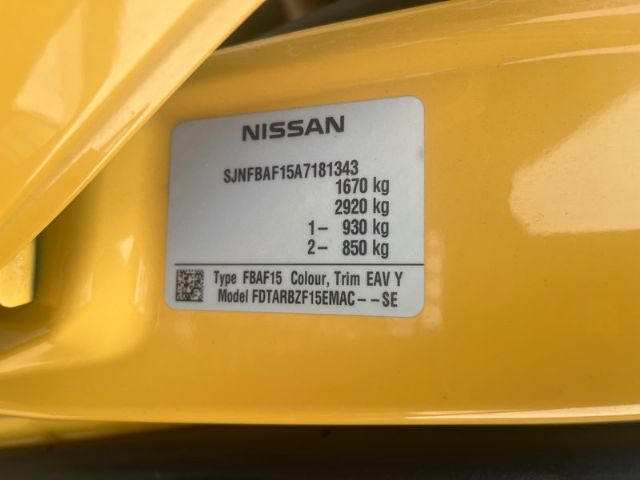 NISSAN
SJNFBAF15A7181343
1670 kg
2920 kg
1- 930 kg
2- 850 kg
Type FBAF15 Colour, Trim EAV Y
Model FDTARBZF15EMAC--SE